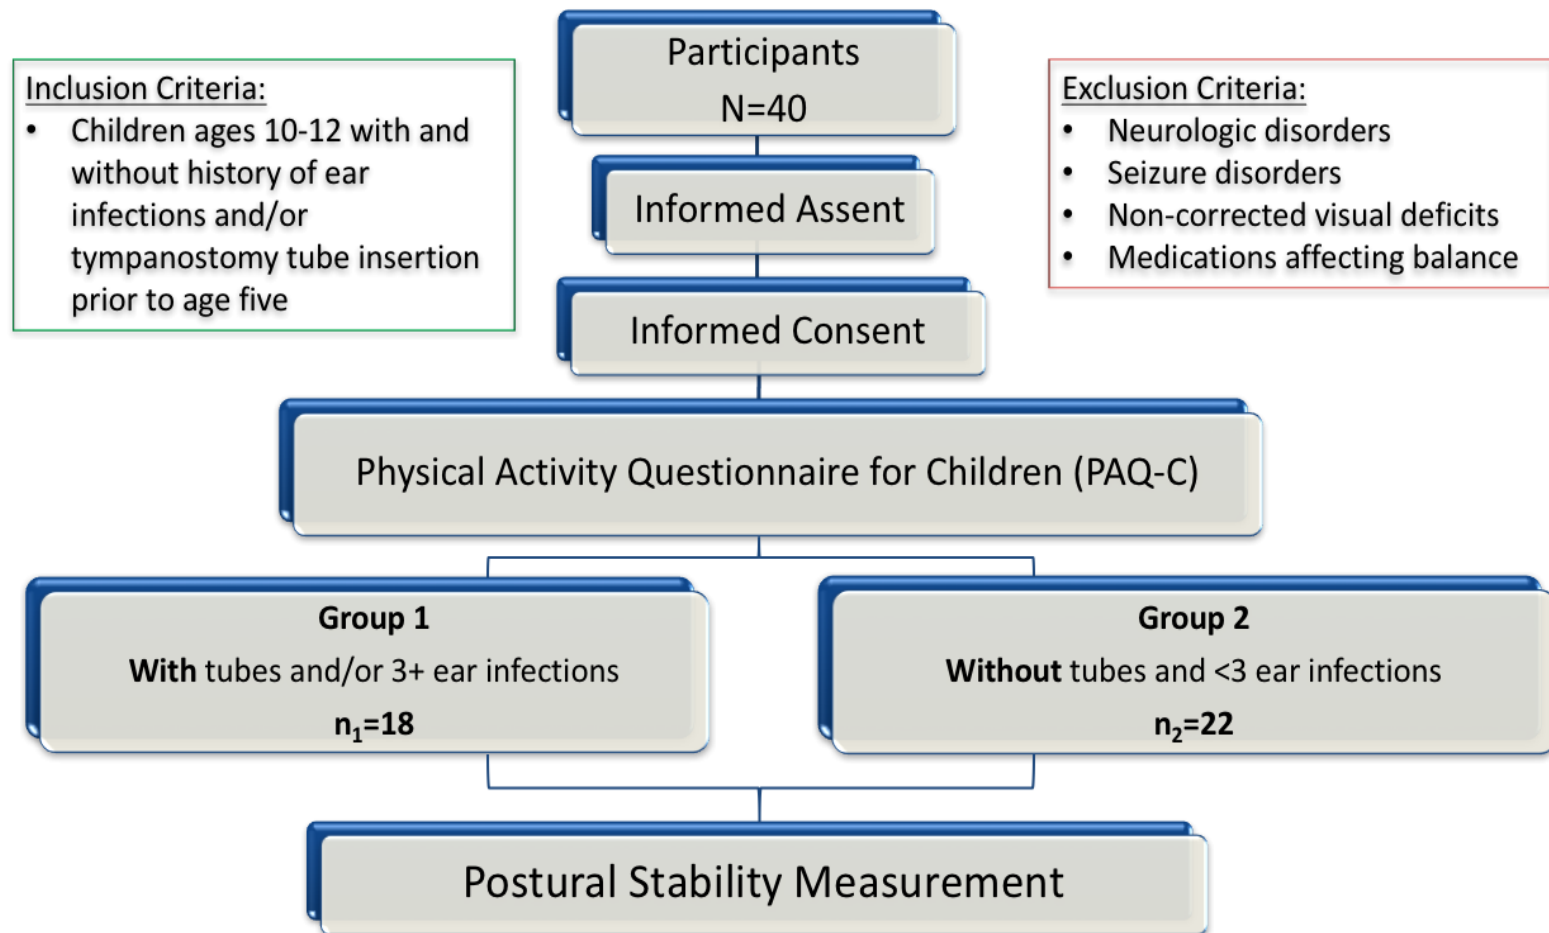 Participants
N=40
Inclusion Criteria:
• Children ages 10-12 with and
without history of ear
infections and/or
tympanostomy tube insertion
prior to age five
Exclusion Criteria:
• Neurologic disorders
• Seizure disorders
• Non-corrected visual deficits
• Medications affecting balance
Informed Assent
Informed Consent
Physical Activity Questionnaire for Children (PAQ-C)
Group 1
With tubes and/or 3+ ear infections
n₁=18
Group 2
Without tubes and <3 ear infections
n₂=22
Postural Stability Measurement